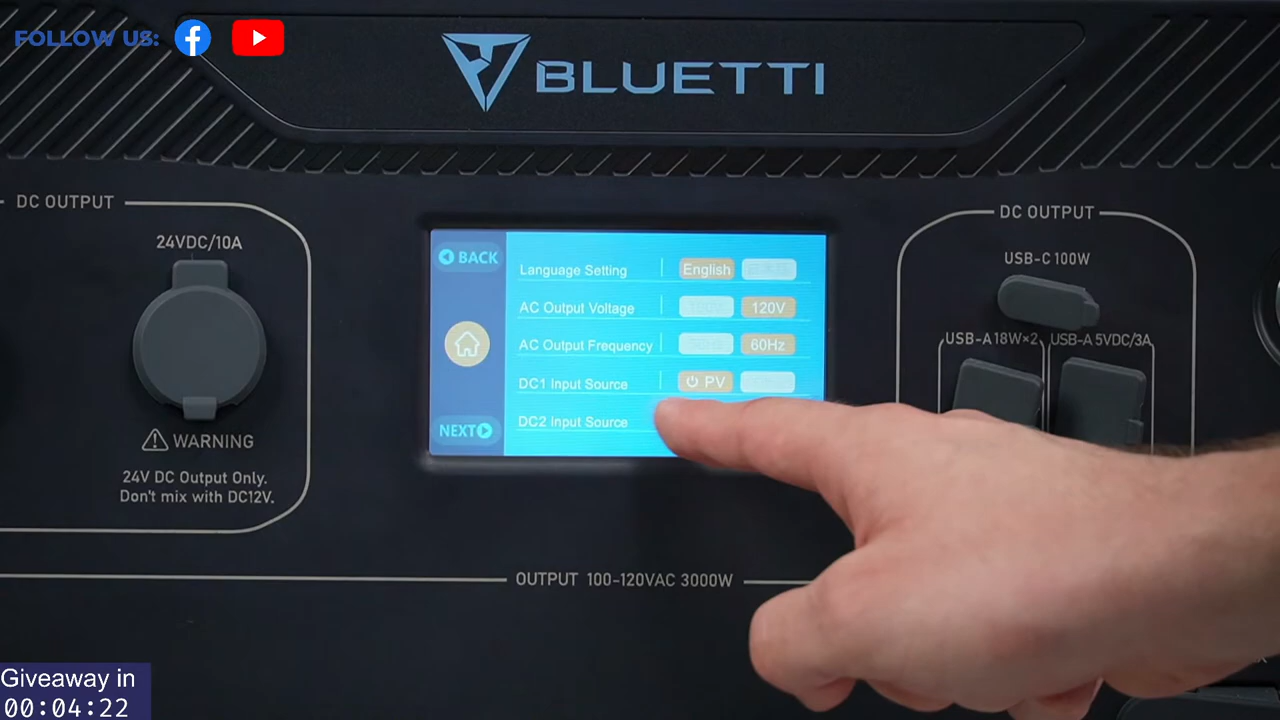 FOLLOW US:
BLUETTI
DC OUTPUT
24VDC/10A
WARNING
24V DC Output Only.
Don't mix with DC12V.
BACK
NEXT
Language Setting
English
AC Output Voltage
120V
AC Output Frequency
60Hz
DC1 Input Source
PV
DC2 Input Source
DC OUTPUT
USB-C 100W
USB-A 18W×2
USB-A 5VDC/3A
OUTPUT 100-120VAC 3000W
Giveaway in
00:04:22